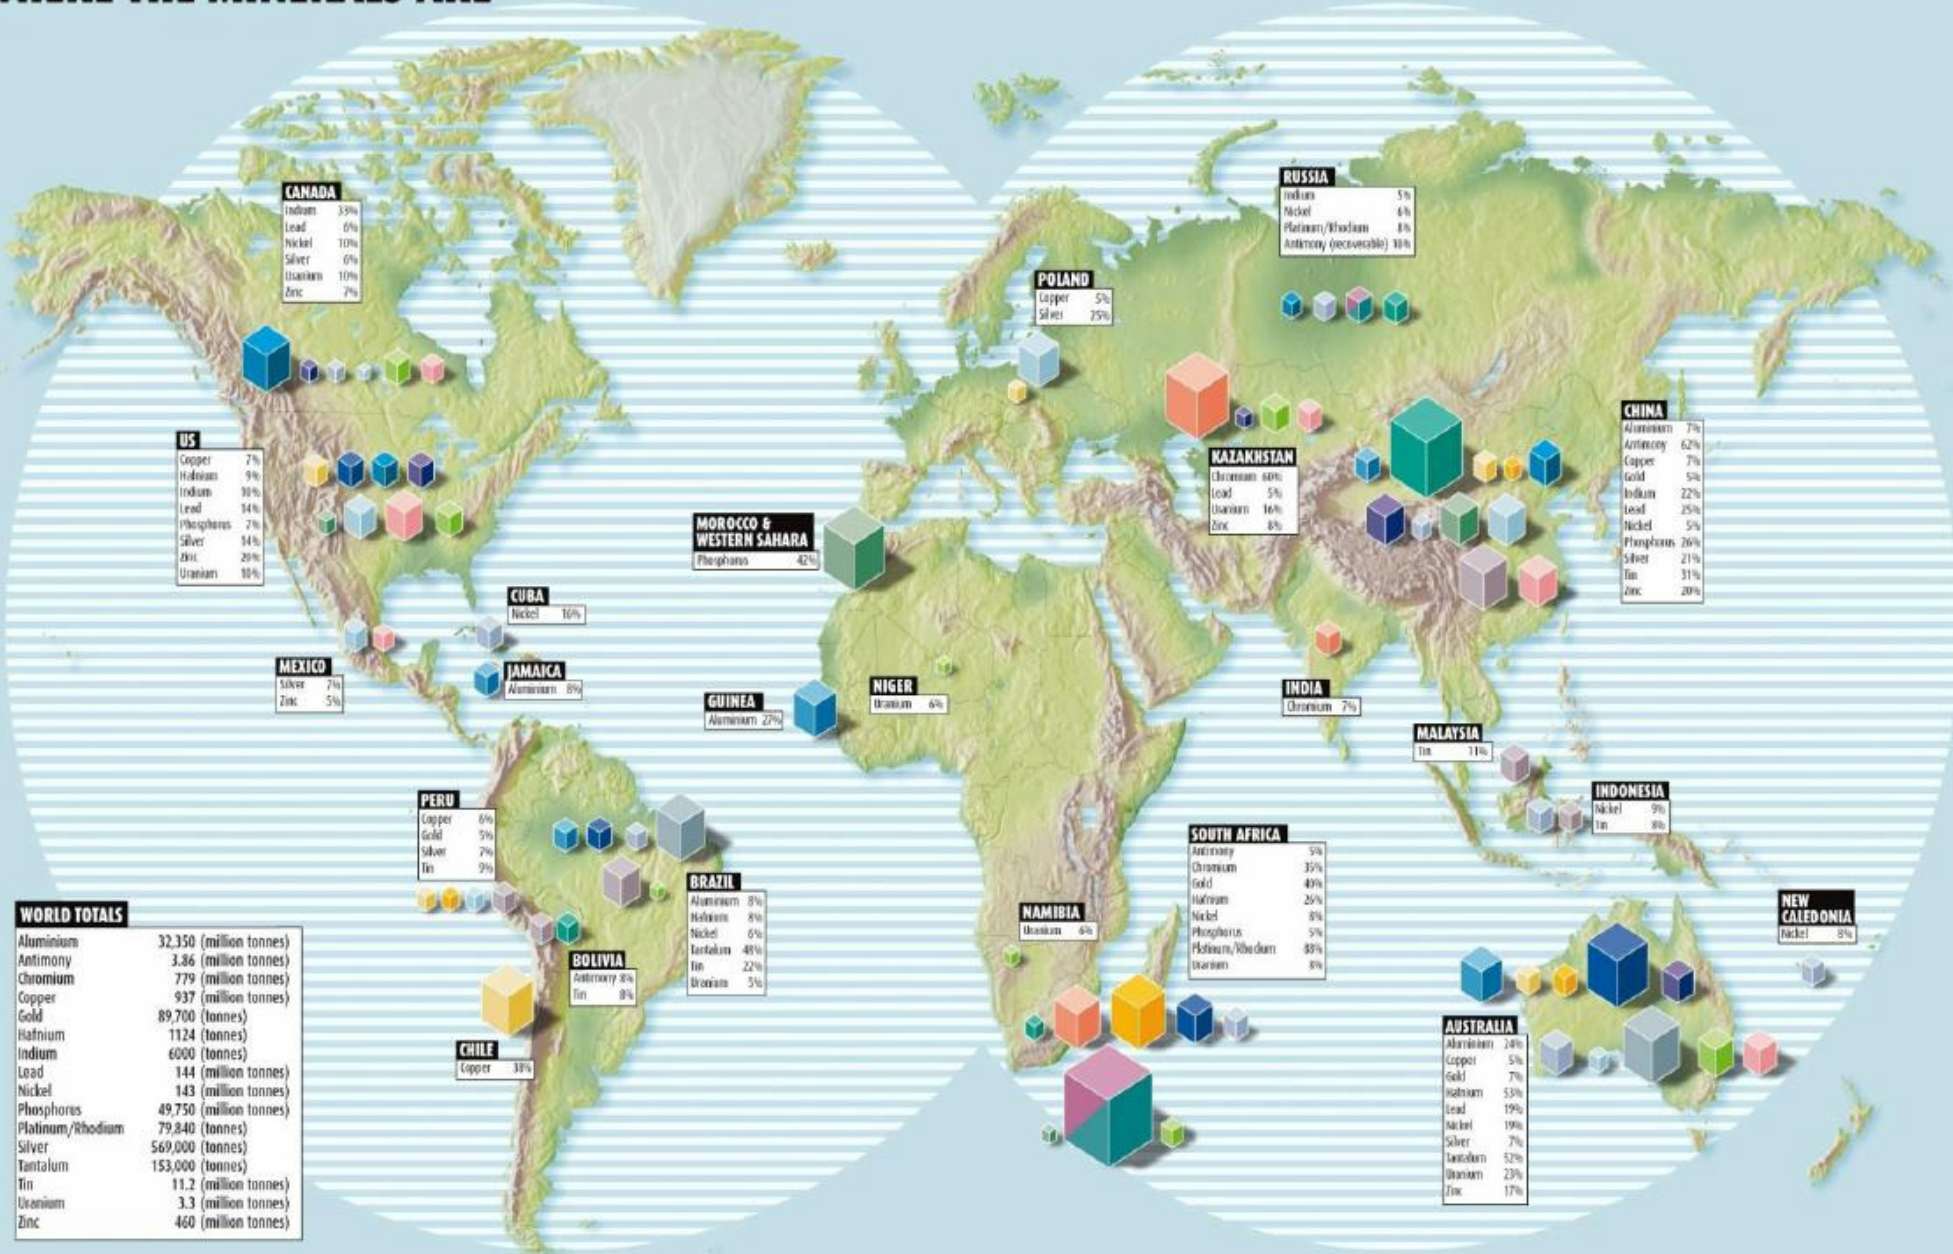 CANADA
Indium 33%
Lead 6%
Nickel 10%
Silver 6%
Uranium 10%
Zinc 7%
RUSSIA
Indium 5%
Nickel 6%
Platinum/Rhodium 8%
Antimony (recoverable) 10%
POLAND
Copper 5%
Silver 25%
US
Copper 7%
Hafnium 9%
Indium 10%
Lead 14%
Phosphorus 7%
Silver 14%
Zinc 20%
Uranium 10%
KAZAKHSTAN
Chromium 60%
Lead 5%
Uranium 16%
Zinc 8%
CHINA
Aluminium 7%
Antimony 62%
Copper 7%
Gold 5%
Indium 22%
Lead 25%
Nickel 5%
Phosphorus 26%
Silver 21%
Tin 31%
Zinc 20%
MOROCCO &
WESTERN SAHARA
Phosphorus 42%
CUBA
Nickel 16%
MEXICO
Silver 7%
Zinc 5%
JAMAICA
Aluminium 8%
GUINEA
Aluminium 27%
NIGER
Uranium 6%
INDIA
Chromium 7%
MALAYSIA
Tin 11%
INDONESIA
Nickel 9%
Tin 8%
PERU
Copper 6%
Gold 5%
Silver 7%
Tin 9%
BRAZIL
Aluminium 8%
Hafnium 8%
Nickel 6%
Tantalum 48%
Tin 22%
Uranium 5%
BOLIVIA
Antimony 8%
Tin 8%
CHILE
Copper 38%
NAMIBIA
Uranium 6%
SOUTH AFRICA
Antimony 5%
Chromium 35%
Gold 40%
Hafnium 26%
Nickel 8%
Phosphorus 5%
Platinum/Rhodium 88%
Uranium 8%
NEW
CALEDONIA
Nickel 8%
AUSTRALIA
Aluminium 24%
Copper 5%
Gold 7%
Hafnium 53%
Lead 19%
Nickel 19%
Silver 7%
Tantalum 52%
Uranium 23%
Zinc 17%
WORLD TOTALS
Aluminium 32,350 (million tonnes)
Antimony 3.86 (million tonnes)
Chromium 779 (million tonnes)
Copper 937 (million tonnes)
Gold 89,700 (tonnes)
Hafnium 1124 (tonnes)
Indium 6000 (tonnes)
Lead 144 (million tonnes)
Nickel 143 (million tonnes)
Phosphorus 49,750 (million tonnes)
Platinum/Rhodium 79,840 (tonnes)
Silver 569,000 (tonnes)
Tantalum 153,000 (tonnes)
Tin 11.2 (million tonnes)
Uranium 3.3 (million tonnes)
Zinc 460 (million tonnes)